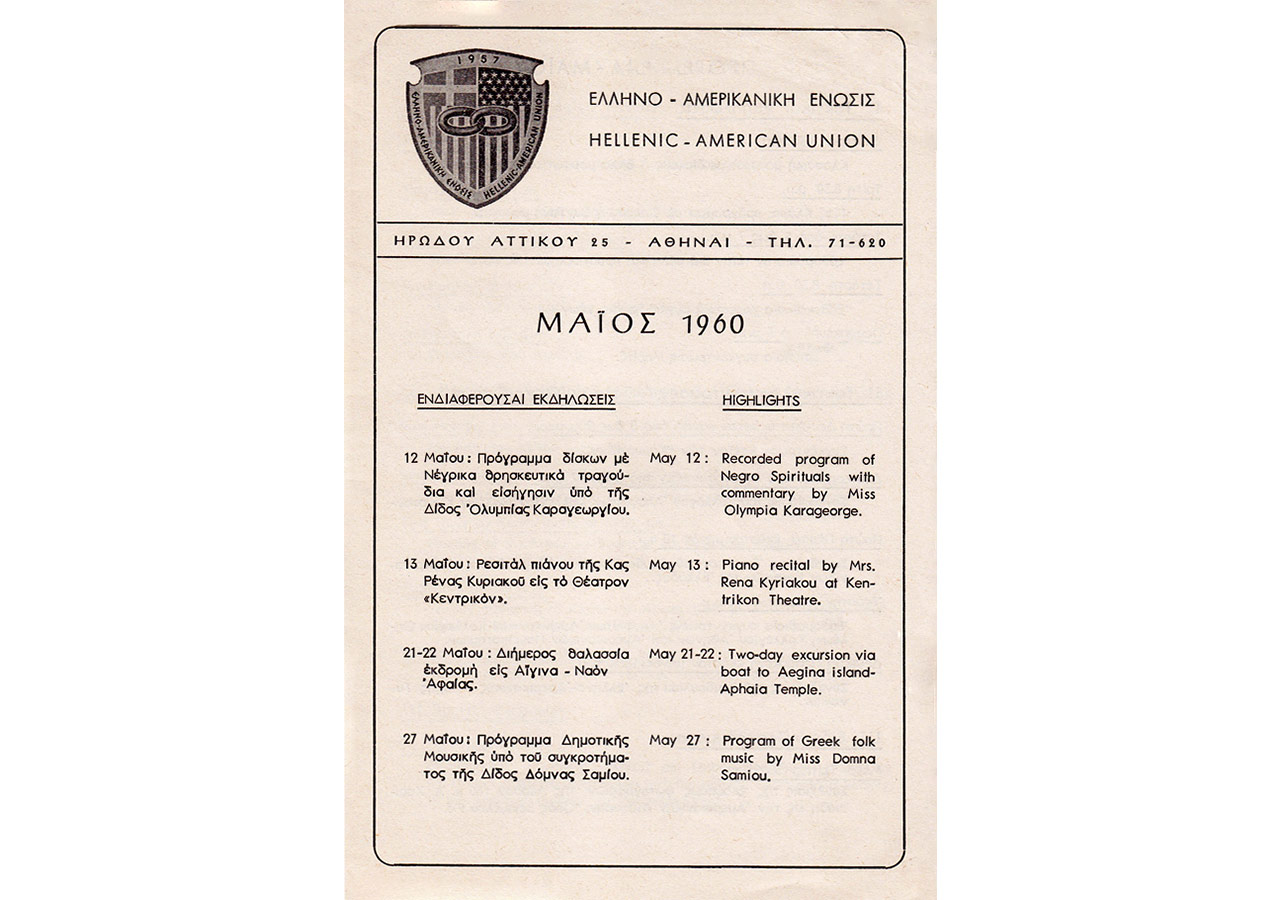 1957
ΕΛΛΗΝΟ-ΑΜΕΡΙΚΑΝΙΚΗ ΕΝΩΣΙΣ HELLENIC-AMERICAN UNION
ΕΛΛΗΝΟ - ΑΜΕΡΙΚΑΝΙΚΗ ΕΝΩΣΙΣ
HELLENIC - AMERICAN UNION
ΗΡΩΔΟΥ ΑΤΤΙΚΟΥ 25 - ΑΘΗΝΑΙ - ΤΗΛ. 71-620
ΜΑΪΟΣ 1960
ΕΝΔΙΑΦΕΡΟΥΣΑΙ ΕΚΔΗΛΩΣΕΙΣ
12 Μαΐου : Πρόγραμμα δίσκων μὲ
Νέγρικα θρησκευτικὰ τραγού-
δια καὶ εἰσήγησιν ὑπὸ τῆς
Δίδος Ὀλυμπίας Καραγεωργίου.
13 Μαΐου : Ρεσιτὰλ πιάνου τῆς Κας
Ρένας Κυριακοῦ εἰς τὸ Θέατρον
«Κεντρικὸν».
21-22 Μαΐου : Διήμερος θαλασσία
ἐκδρομὴ εἰς Αἴγινα - Ναὸν
Ἀφαίας.
27 Μαΐου : Πρόγραμμα Δημοτικῆς
Μουσικῆς ὑπὸ τοῦ συγκροτήμα-
τος τῆς Δίδος Δόμνας Σαμίου.
HIGHLIGHTS
May 12 : Recorded program of
Negro Spirituals with
commentary by Miss
Olympia Karageorge.
May 13 : Piano recital by Mrs.
Rena Kyriakou at Ken-
trikon Theatre.
May 21-22 : Two-day excursion via
boat to Aegina island-
Aphaia Temple.
May 27 : Program of Greek folk
music by Miss Domna
Samiou.